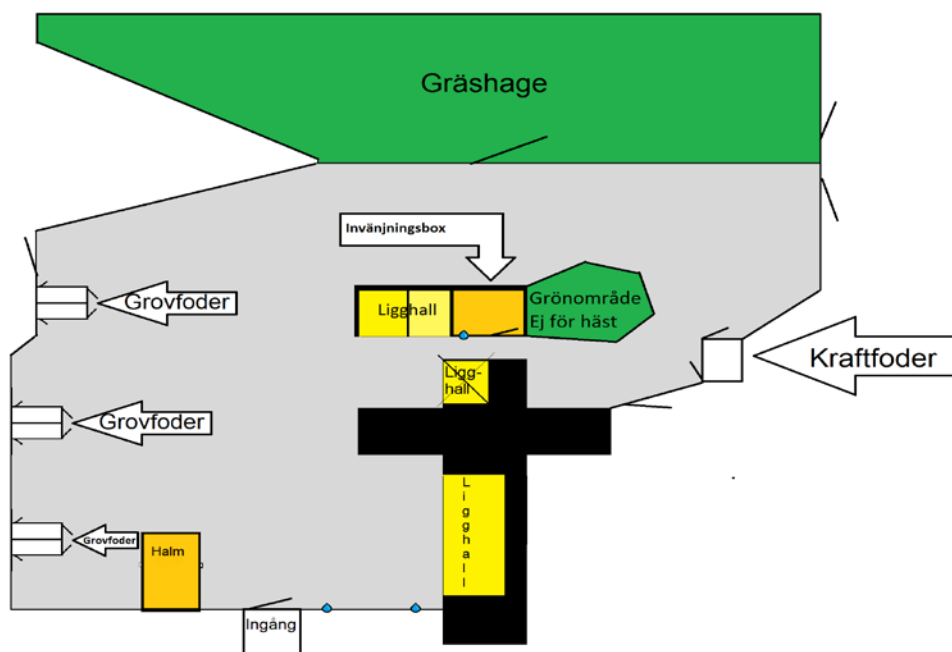 Gräshage
Invänjningsbox
Grovfoder
Ligghall
Grönområde
Ej för häst
Kraftfoder
Ligg-
hall
Grovfoder
Ligghall
Grovfoder
Halm
Ingång